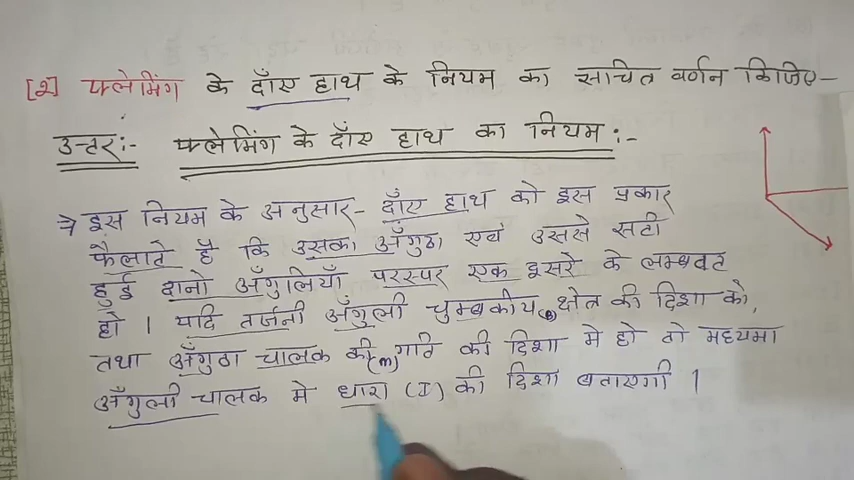 [2] फ्लेमिंग के दाँए हाथ के नियम का सचित वर्णन किजिए-
उत्तर:- फ्लेमिंग के दाँए हाथ का नियम :-
⇒ इस नियम के अनुसार- दाँए हाथ को इस प्रकार
फैलाते है कि उसका अँगुठा एवं उससे सटी
हुई दानो अँगुलियाँ परस्पर एक दुसरे के लम्बवत
हो । यदि तर्जनी अँगुली चुम्बकीय (B) क्षेत्र की दिशा को,
तथा अँगुठा चालक की (m) गति की दिशा मे हो तो मध्यमा
अँगुली चालक मे धारा (I) की दिशा बताएगी ।